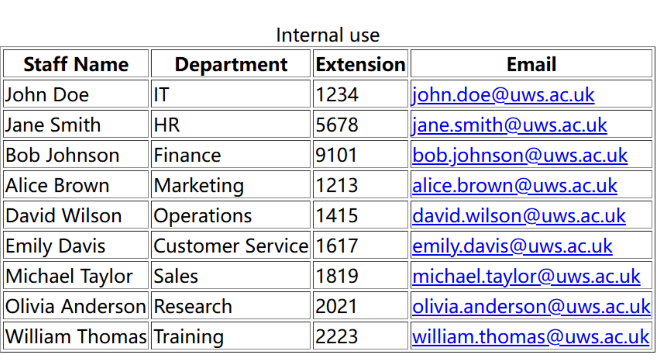 Internal use
Staff Name Department Extension Email
John Doe IT 1234 john.doe@uws.ac.uk
Jane Smith HR 5678 jane.smith@uws.ac.uk
Bob Johnson Finance 9101 bob.johnson@uws.ac.uk
Alice Brown Marketing 1213 alice.brown@uws.ac.uk
David Wilson Operations 1415 david.wilson@uws.ac.uk
Emily Davis Customer Service 1617 emily.davis@uws.ac.uk
Michael Taylor Sales 1819 michael.taylor@uws.ac.uk
Olivia Anderson Research 2021 olivia.anderson@uws.ac.uk
William Thomas Training 2223 william.thomas@uws.ac.uk